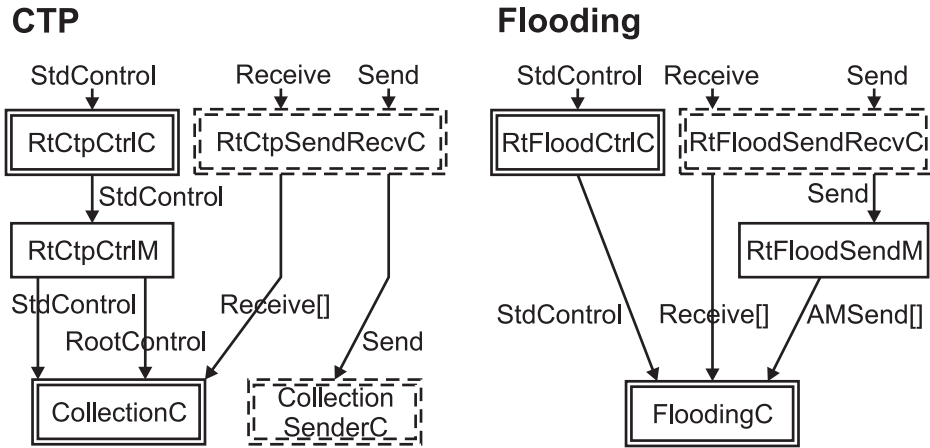 CTP
Flooding
StdControl
Receive
Send
StdControl
Receive
Send
RtCtpCtrlC
RtCtpSendRecvC
RtFloodCtrlC
RtFloodSendRecvC
StdControl
Send
RtCtpCtrlM
RtFloodSendM
StdControl
Receive[]
StdControl
Receive[]
AMSend[]
RootControl
Send
CollectionC
Collection
SenderC
FloodingC